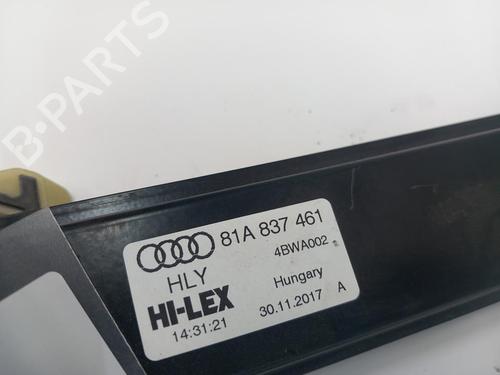 B-PARTS
81A 837 461
4BWA002
HLY
Hungary
HI-LEX
30.11.2017 A
14:31:21